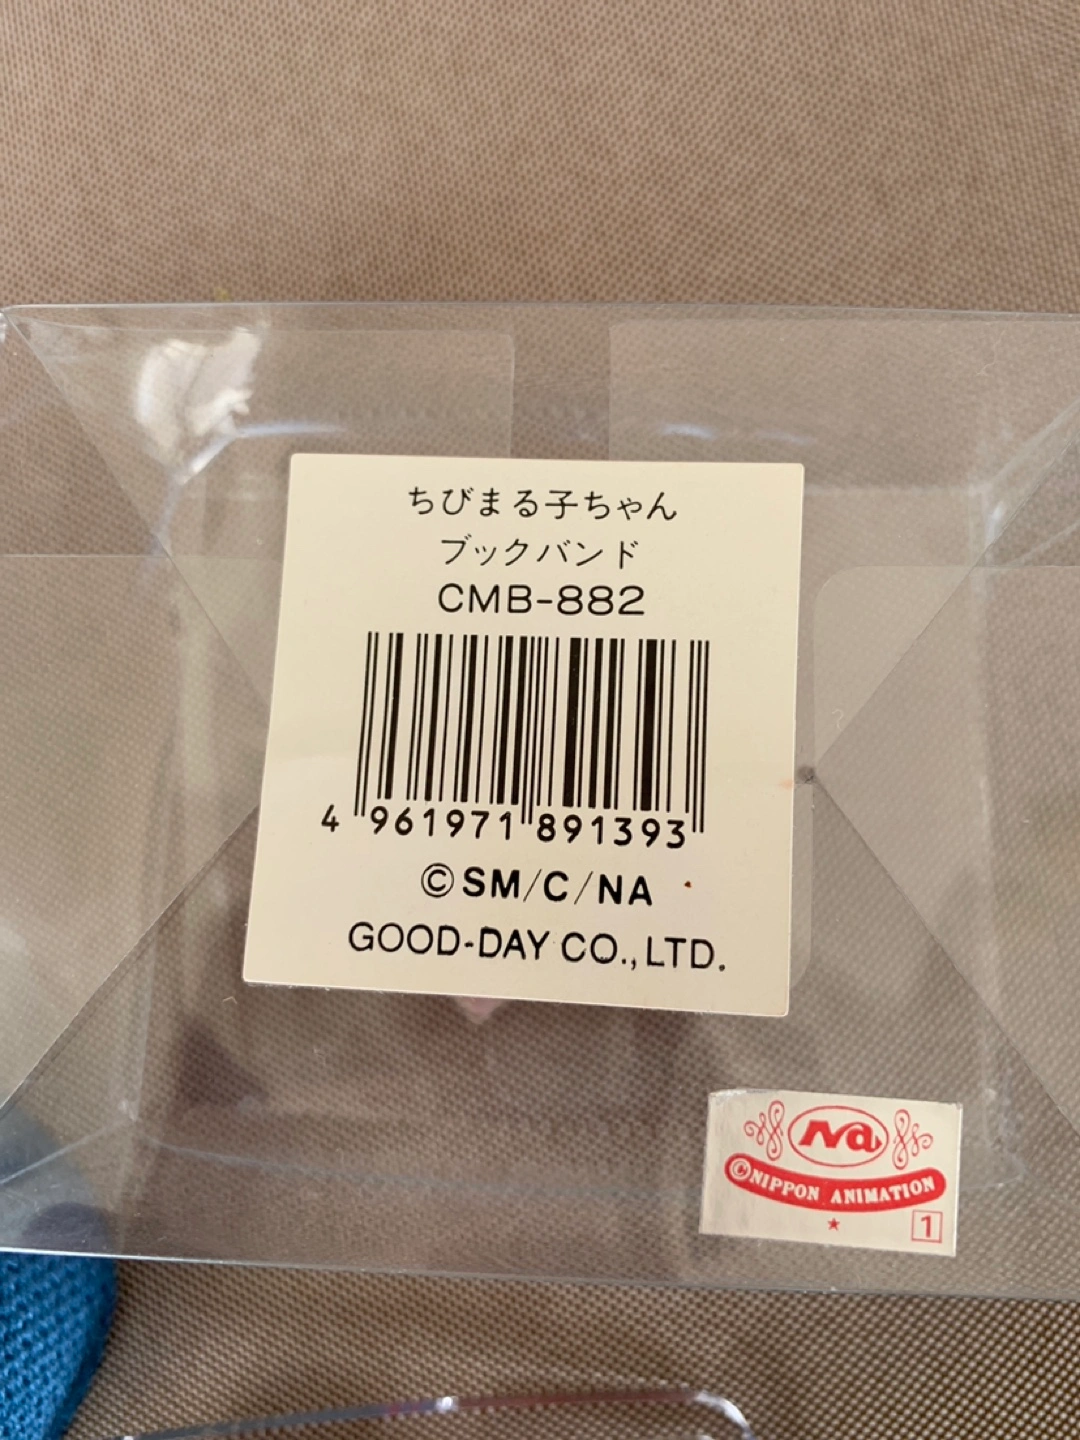 ちびまる子ちゃん
ブックバンド
CMB-882
4 961971 891393
©SM/C/NA
GOOD-DAY CO., LTD.
Na
©NIPPON ANIMATION
★
1